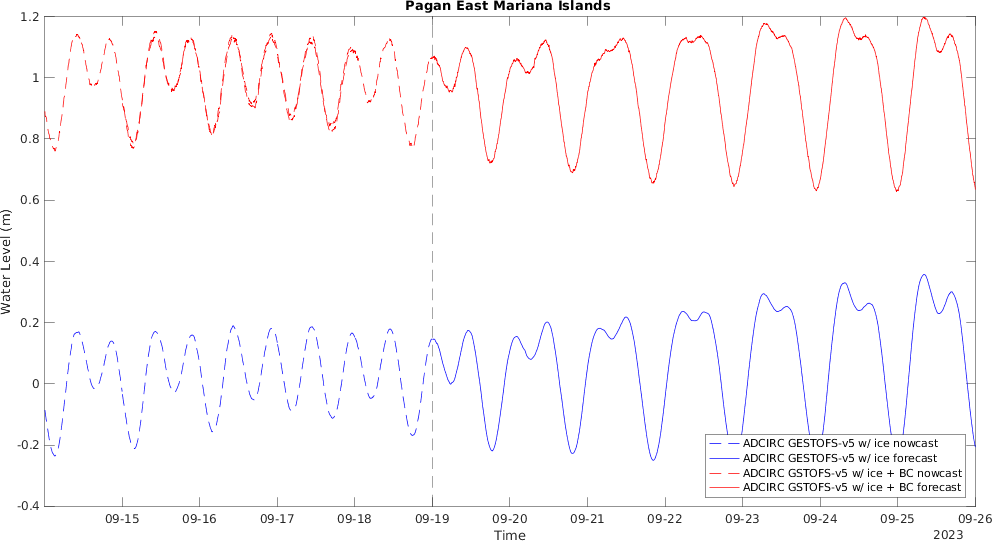 Pagan East Mariana Islands
1.2
1
0.8
0.6
0.4
0.2
0
-0.2
-0.4
Water Level (m)
ADCIRC GESTOFS-v5 w/ ice nowcast
ADCIRC GESTOFS-v5 w/ ice forecast
ADCIRC GSTOFS-v5 w/ ice + BC nowcast
ADCIRC GSTOFS-v5 w/ ice + BC forecast
09-15 09-16 09-17 09-18 09-19 09-20 09-21 09-22 09-23 09-24 09-25 09-26
Time
2023